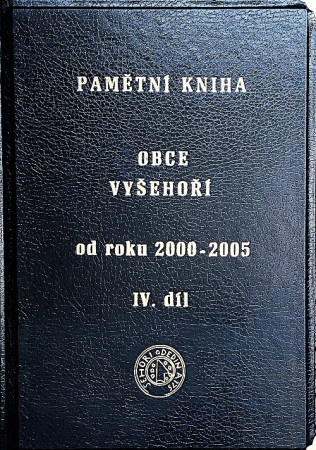 PAMĚTNÍ KNIHA
OBCE
VYŠEHOŘÍ
od roku 2000-2005
IV. díl